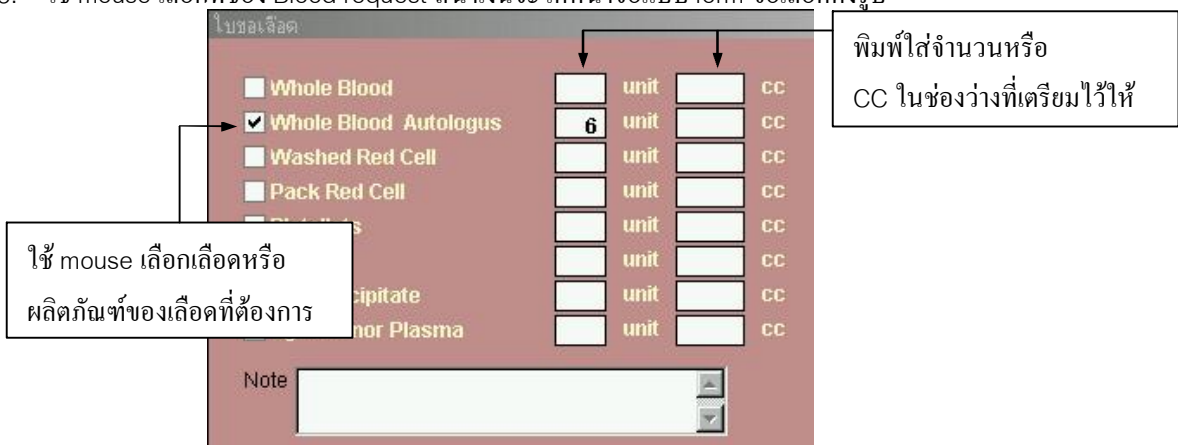 ใบขอเลือด
Whole Blood unit cc
Whole Blood Autologus 6 unit cc
Washed Red Cell unit cc
Pack Red Cell unit cc
unit cc
unit cc
unit cc
Plasma unit cc
Note
พิมพ์ใส่จำนวนหรือ
CC ในช่องว่างที่เตรียมไว้ให้
ใช้ mouse เลือกเลือดหรือ
ผลิตภัณฑ์ของเลือดที่ต้องการ